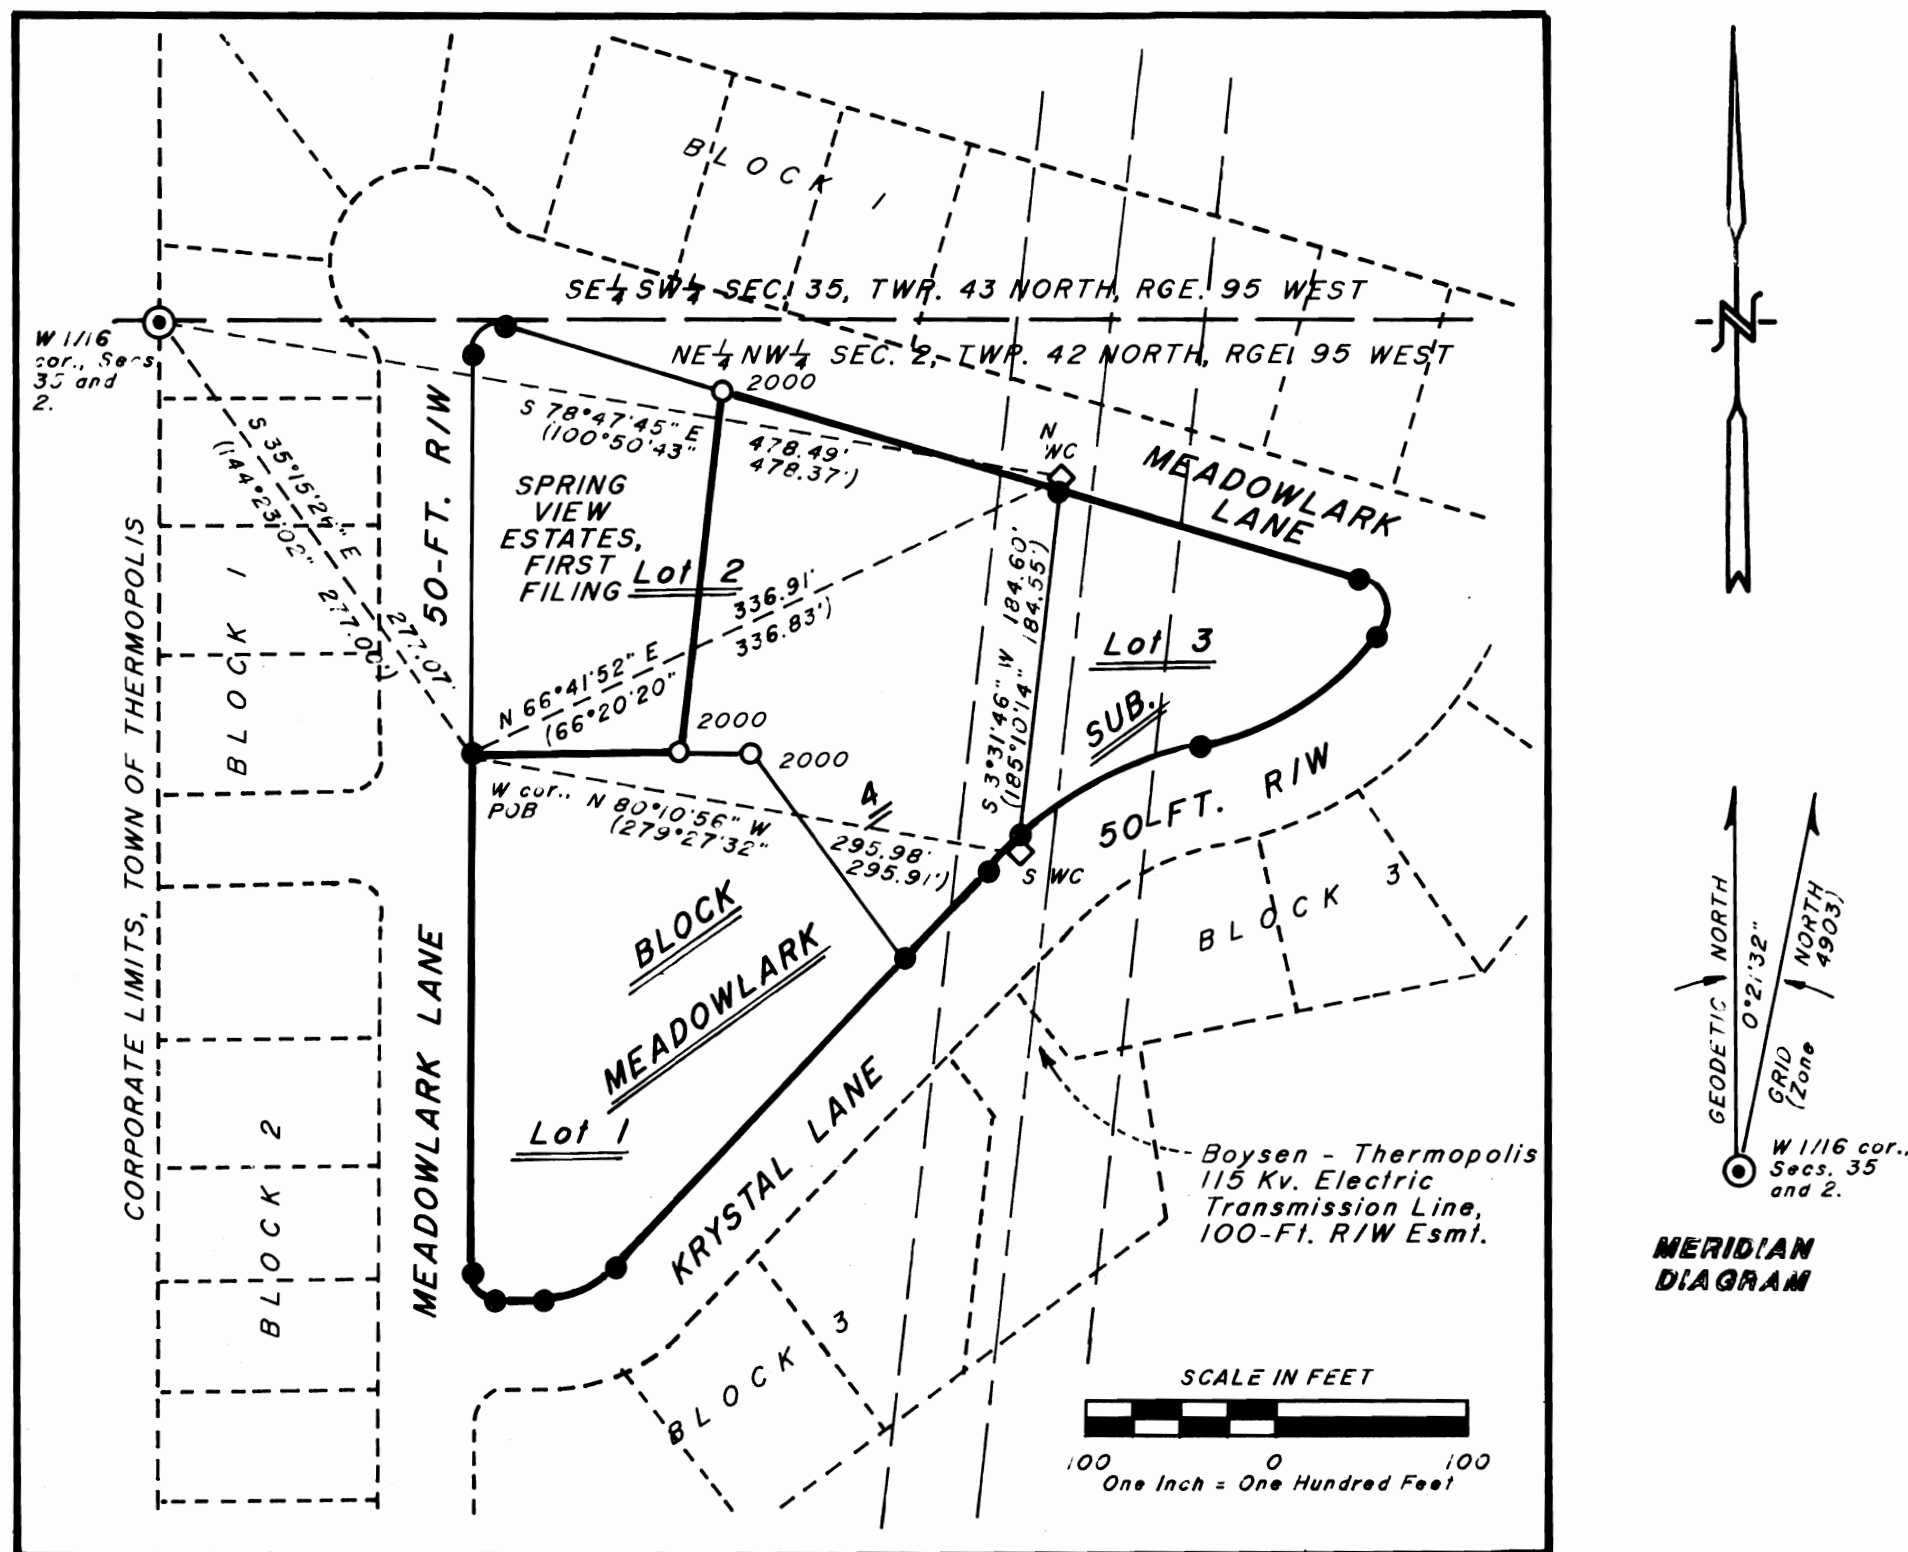 BLOCK 1
SE¼ SW¼ SEC. 35, TWP. 43 NORTH, RGE. 95 WEST
NE¼ NW¼ SEC. 2, TWP. 42 NORTH, RGE. 95 WEST
W 1/16
cor., Secs.
35 and
2.
2000
S 78°47'45" E
(100°50'43"
478.49'
478.37')
N
WC
MEADOWLARK
LANE
S 35°15'26" E
(144°23'02"
277.07'
277.00')
50-FT. R/W
SPRING
VIEW
ESTATES,
FIRST
FILING
Lot 2
336.91'
336.83')
N 66°41'52" E
(66°20'20"
S 3°31'46" W 184.60'
(185°10'14" 184.55')
Lot 3
SUB.
CORPORATE LIMITS, TOWN OF THERMOPOLIS
BLOCK 1
2000
2000
W cor.,
POB
N 80°10'56" W
(279°27'32"
295.98'
295.91')
4
50-FT. R/W
S WC
BLOCK 3
BLOCK
MEADOWLARK
Lot 1
MEADOWLARK LANE
KRYSTAL LANE
BLOCK 2
Boysen - Thermopolis
115 Kv. Electric
Transmission Line,
100-Ft. R/W Esmt.
BLOCK 3
SCALE IN FEET
100 0 100
One Inch = One Hundred Feet
N
GEODETIC NORTH
0°21'32"
GRID NORTH
(Zone 4903)
W 1/16 cor.,
Secs. 35
and 2.
MERIDIAN
DIAGRAM